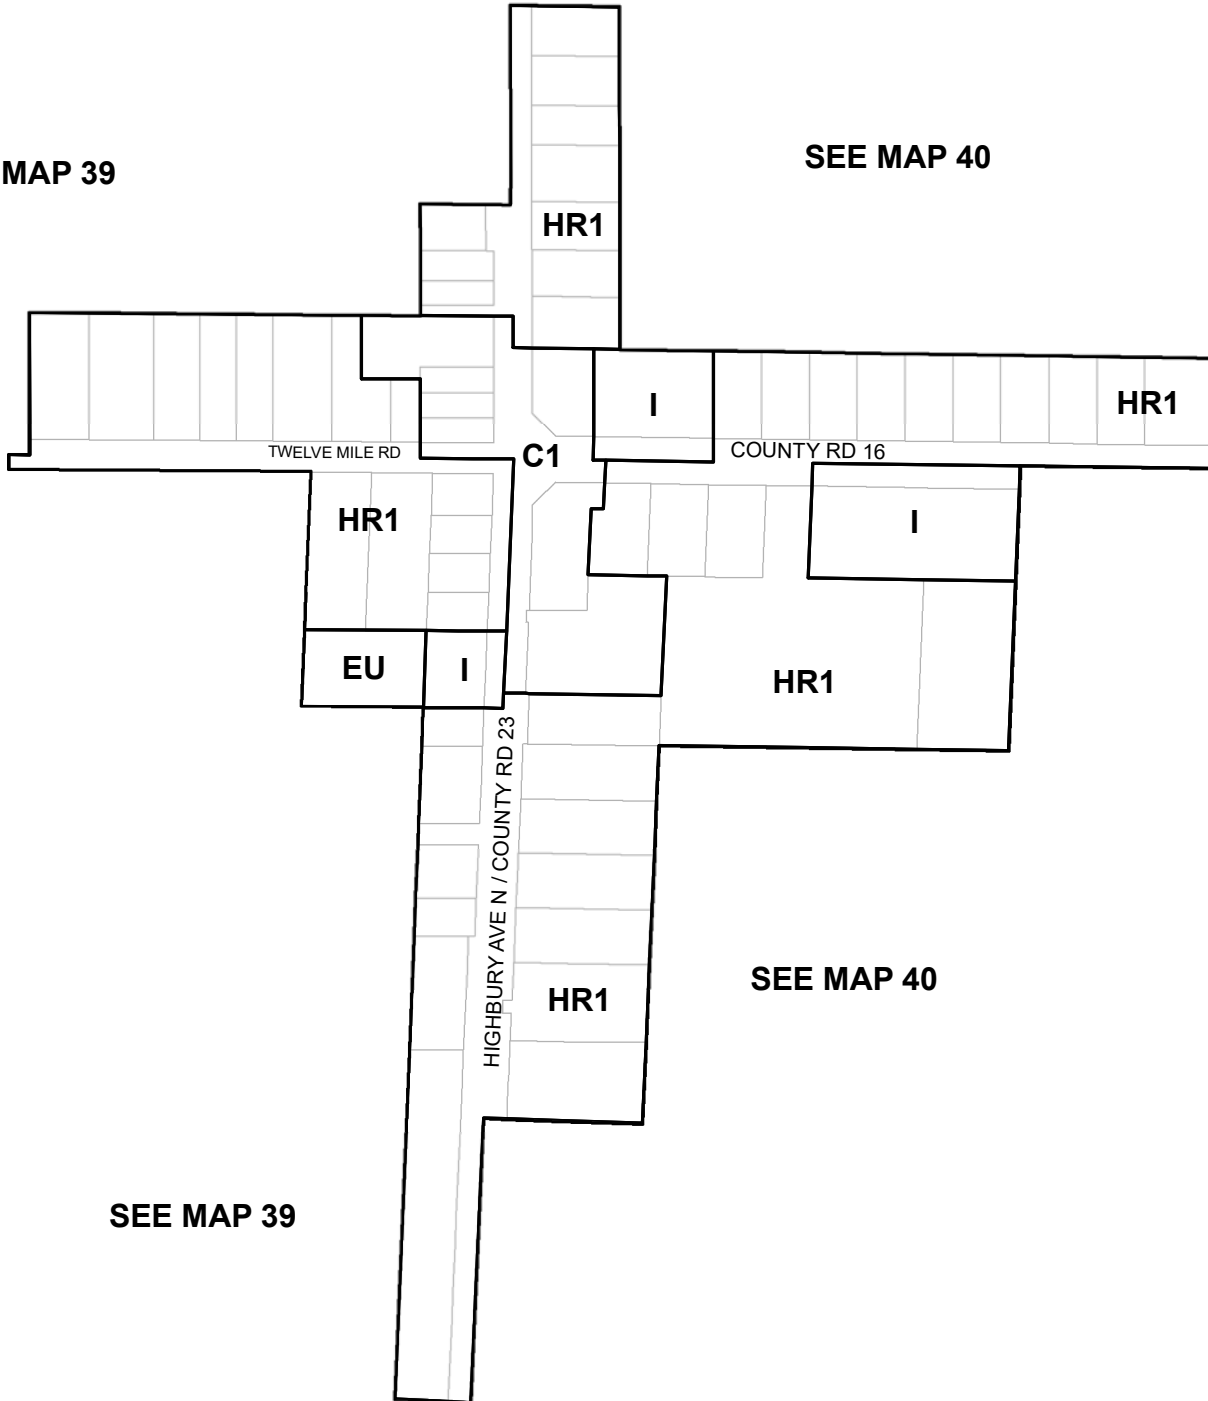 MAP 39
SEE MAP 40
HR1
I
HR1
TWELVE MILE RD
C1
COUNTY RD 16
HR1
I
EU
I
HR1
HIGHBURY AVE N / COUNTY RD 23
SEE MAP 40
HR1
SEE MAP 39